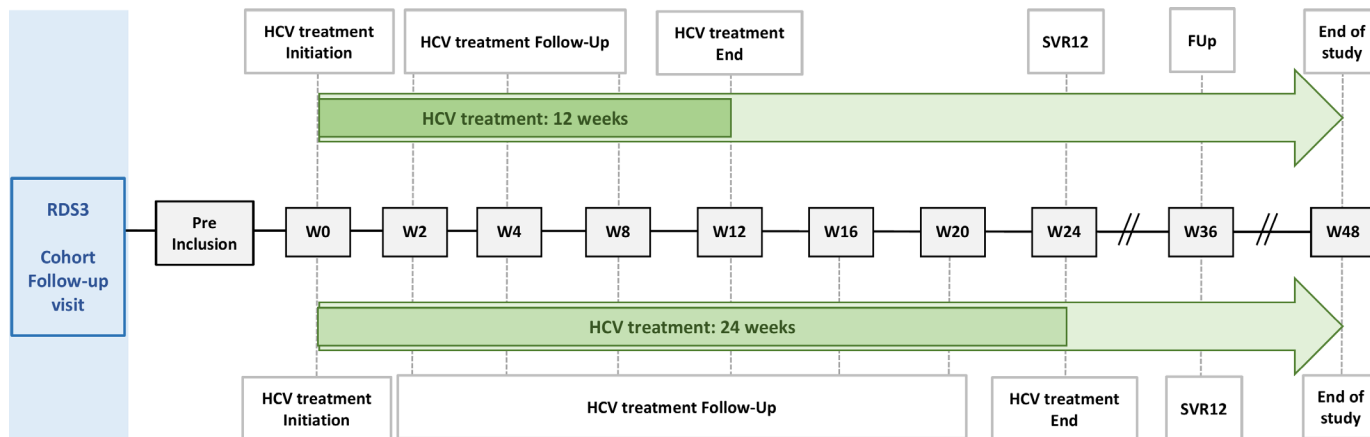 HCV treatment
Initiation
HCV treatment Follow-Up
HCV treatment
End
SVR12
FUp
End of
study
HCV treatment: 12 weeks
RDS3
Cohort
Follow-up
visit
Pre
Inclusion
W0
W2
W4
W8
W12
W16
W20
W24
W36
W48
HCV treatment: 24 weeks
HCV treatment
Initiation
HCV treatment Follow-Up
HCV treatment
End
SVR12
End of
study